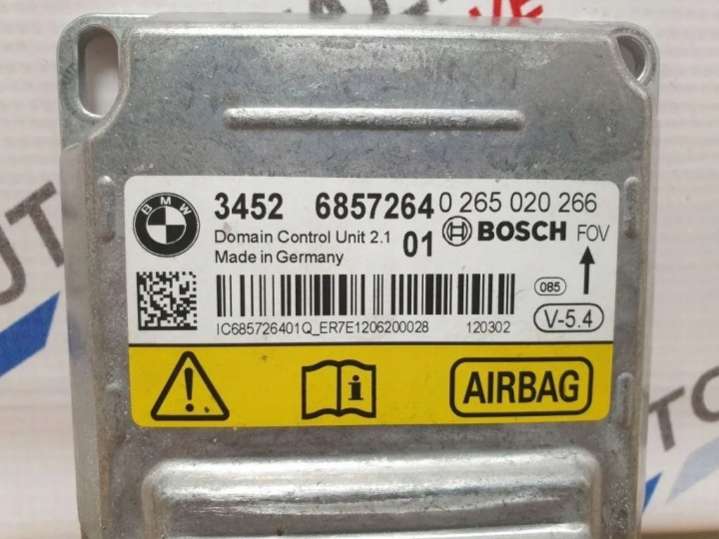 BMW
3452 6857264 0 265 020 266
Domain Control Unit 2.1 01 BOSCH FOV
Made in Germany
085
IC685726401Q_ER7E1206200028 120302
V-5.4
AIRBAG